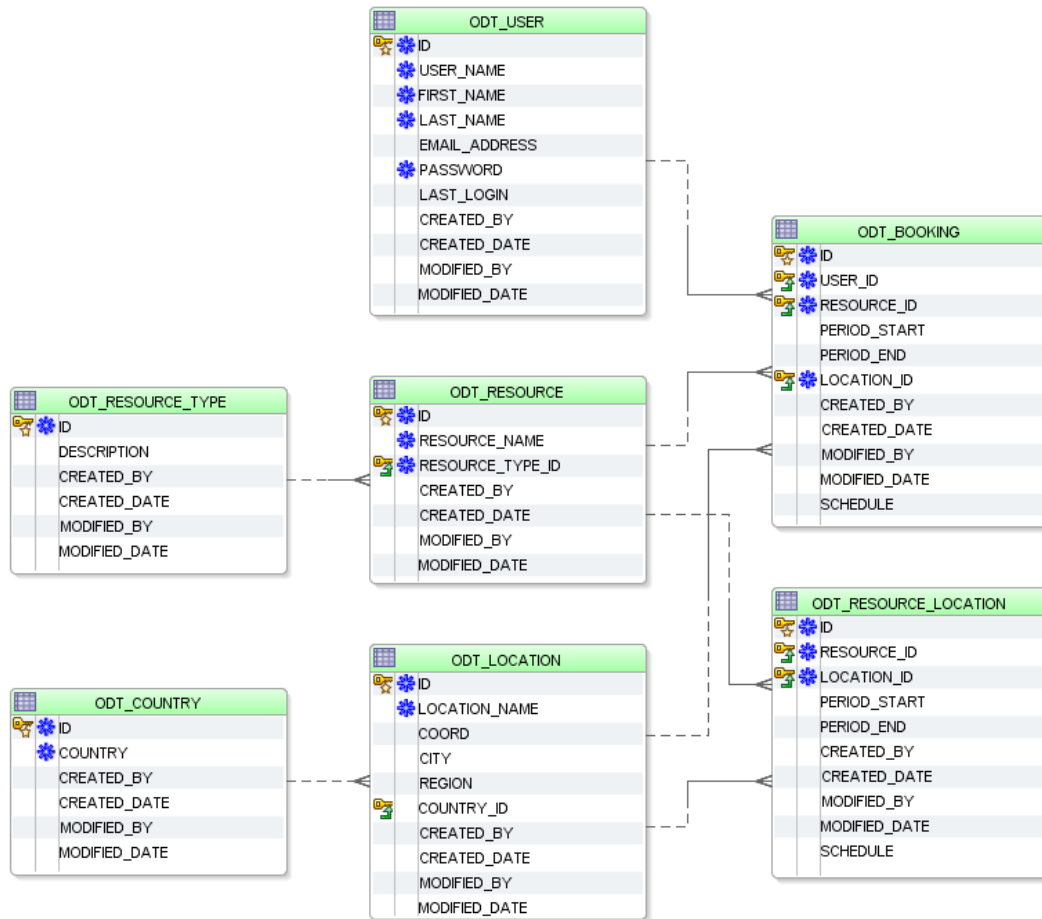 ODT_USER
ID
USER_NAME
FIRST_NAME
LAST_NAME
EMAIL_ADDRESS
PASSWORD
LAST_LOGIN
CREATED_BY
CREATED_DATE
MODIFIED_BY
MODIFIED_DATE
ODT_BOOKING
ID
USER_ID
RESOURCE_ID
PERIOD_START
PERIOD_END
LOCATION_ID
CREATED_BY
CREATED_DATE
MODIFIED_BY
MODIFIED_DATE
SCHEDULE
ODT_RESOURCE_TYPE
ID
DESCRIPTION
CREATED_BY
CREATED_DATE
MODIFIED_BY
MODIFIED_DATE
ODT_RESOURCE
ID
RESOURCE_NAME
RESOURCE_TYPE_ID
CREATED_BY
CREATED_DATE
MODIFIED_BY
MODIFIED_DATE
ODT_RESOURCE_LOCATION
ID
RESOURCE_ID
LOCATION_ID
PERIOD_START
PERIOD_END
CREATED_BY
CREATED_DATE
MODIFIED_BY
MODIFIED_DATE
SCHEDULE
ODT_COUNTRY
ID
COUNTRY
CREATED_BY
CREATED_DATE
MODIFIED_BY
MODIFIED_DATE
ODT_LOCATION
ID
LOCATION_NAME
COORD
CITY
REGION
COUNTRY_ID
CREATED_BY
CREATED_DATE
MODIFIED_BY
MODIFIED_DATE